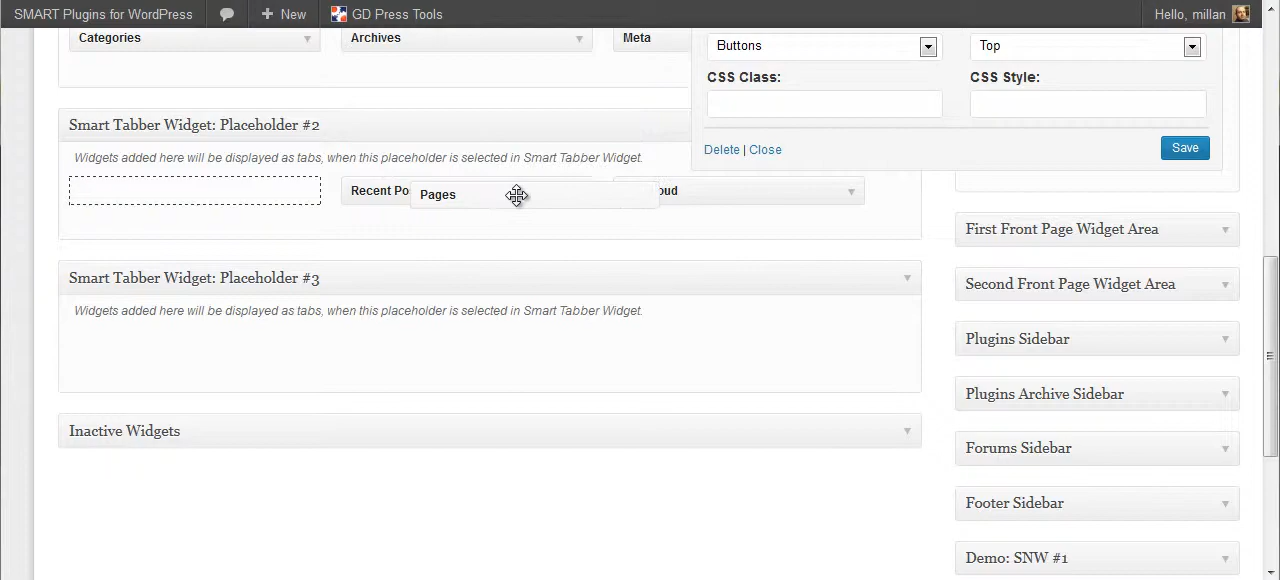 SMART Plugins for WordPress
New
GD Press Tools
Hello, millan
Categories
Archives
Meta
Buttons
Top
CSS Class:
CSS Style:
Delete | Close
Save
Smart Tabber Widget: Placeholder #2
Widgets added here will be displayed as tabs, when this placeholder is selected in Smart Tabber Widget.
Recent Po
Pages
oud
Smart Tabber Widget: Placeholder #3
Widgets added here will be displayed as tabs, when this placeholder is selected in Smart Tabber Widget.
Inactive Widgets
First Front Page Widget Area
Second Front Page Widget Area
Plugins Sidebar
Plugins Archive Sidebar
Forums Sidebar
Footer Sidebar
Demo: SNW #1